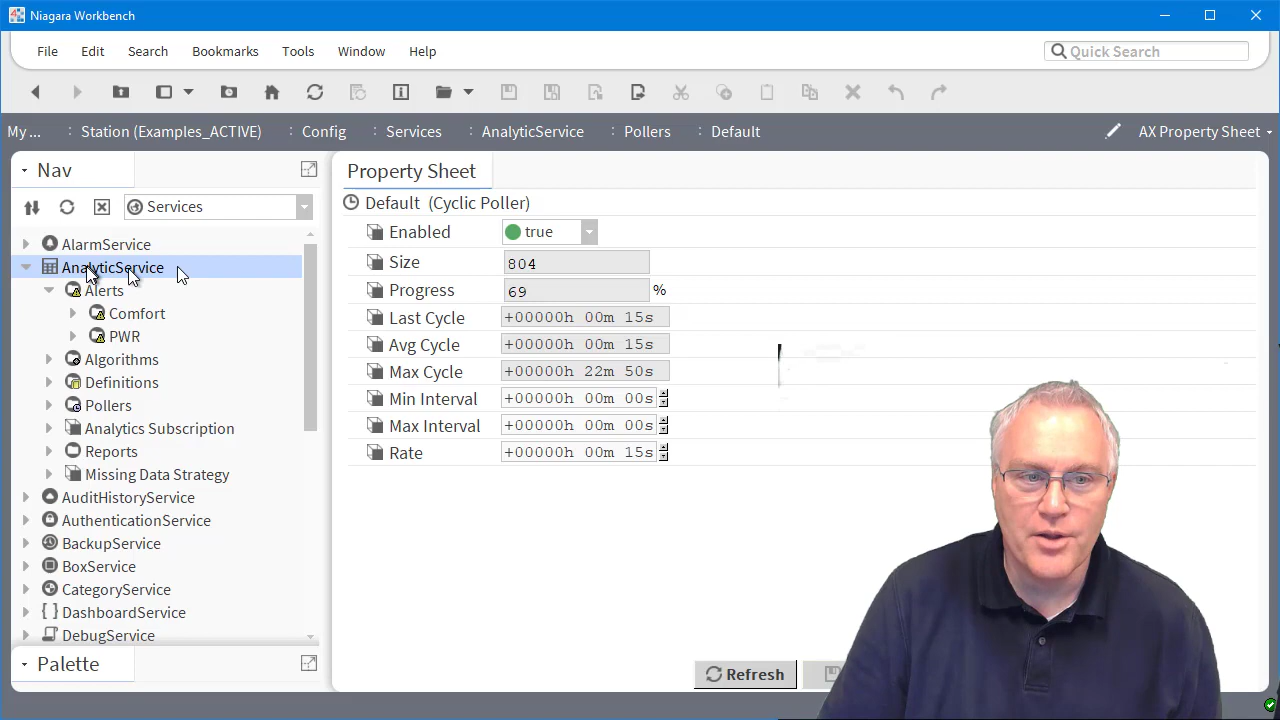 Niagara Workbench
File Edit Search Bookmarks Tools Window Help
Quick Search
My ... : Station (Examples_ACTIVE) : Config : Services : AnalyticService : Pollers : Default
AX Property Sheet
Nav
Services
AlarmService
AnalyticService
Alerts
Comfort
PWR
Algorithms
Definitions
Pollers
Analytics Subscription
Reports
Missing Data Strategy
AuditHistoryService
AuthenticationService
BackupService
BoxService
CategoryService
DashboardService
DebugService
Palette
Property Sheet
Default (Cyclic Poller)
Enabled true
Size 804
Progress 69 %
Last Cycle +00000h 00m 15s
Avg Cycle +00000h 00m 15s
Max Cycle +00000h 22m 50s
Min Interval +00000h 00m 00s
Max Interval +00000h 00m 00s
Rate +00000h 00m 15s
Refresh